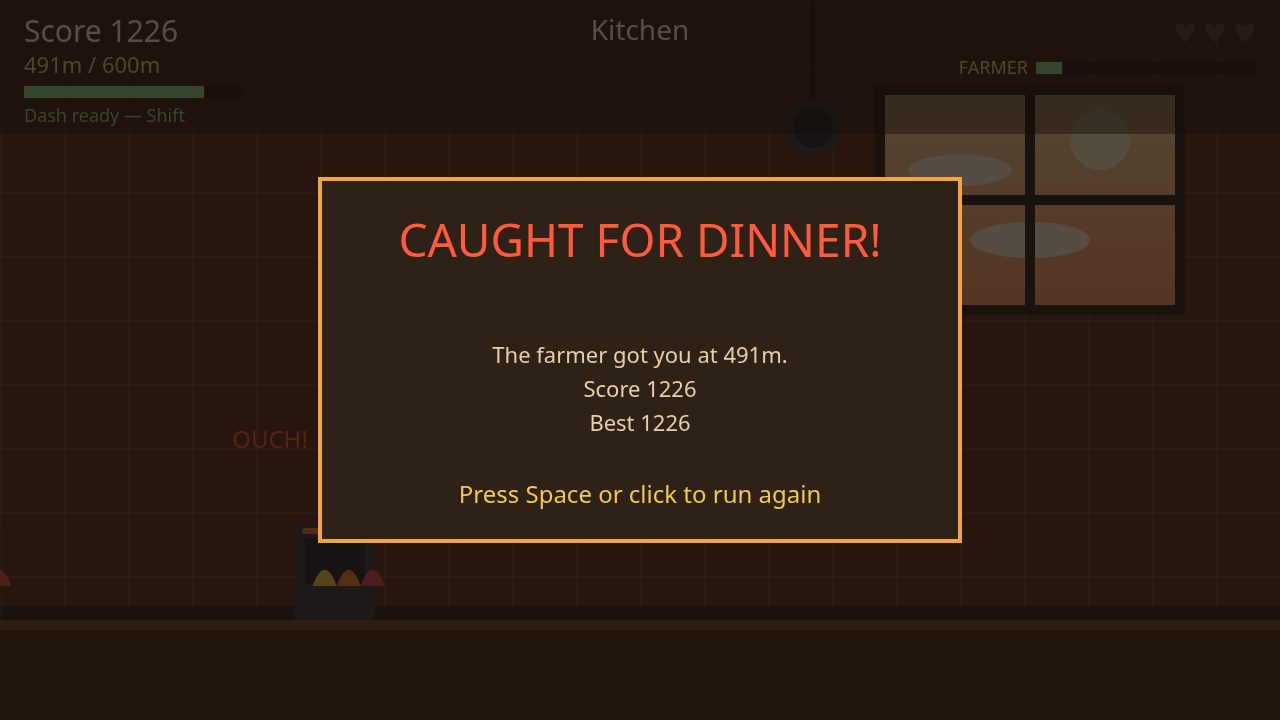 Score 1226
Kitchen
491m / 600m
FARMER
Dash ready — Shift
CAUGHT FOR DINNER!
The farmer got you at 491m.
Score 1226
Best 1226
OUCH!
Press Space or click to run again